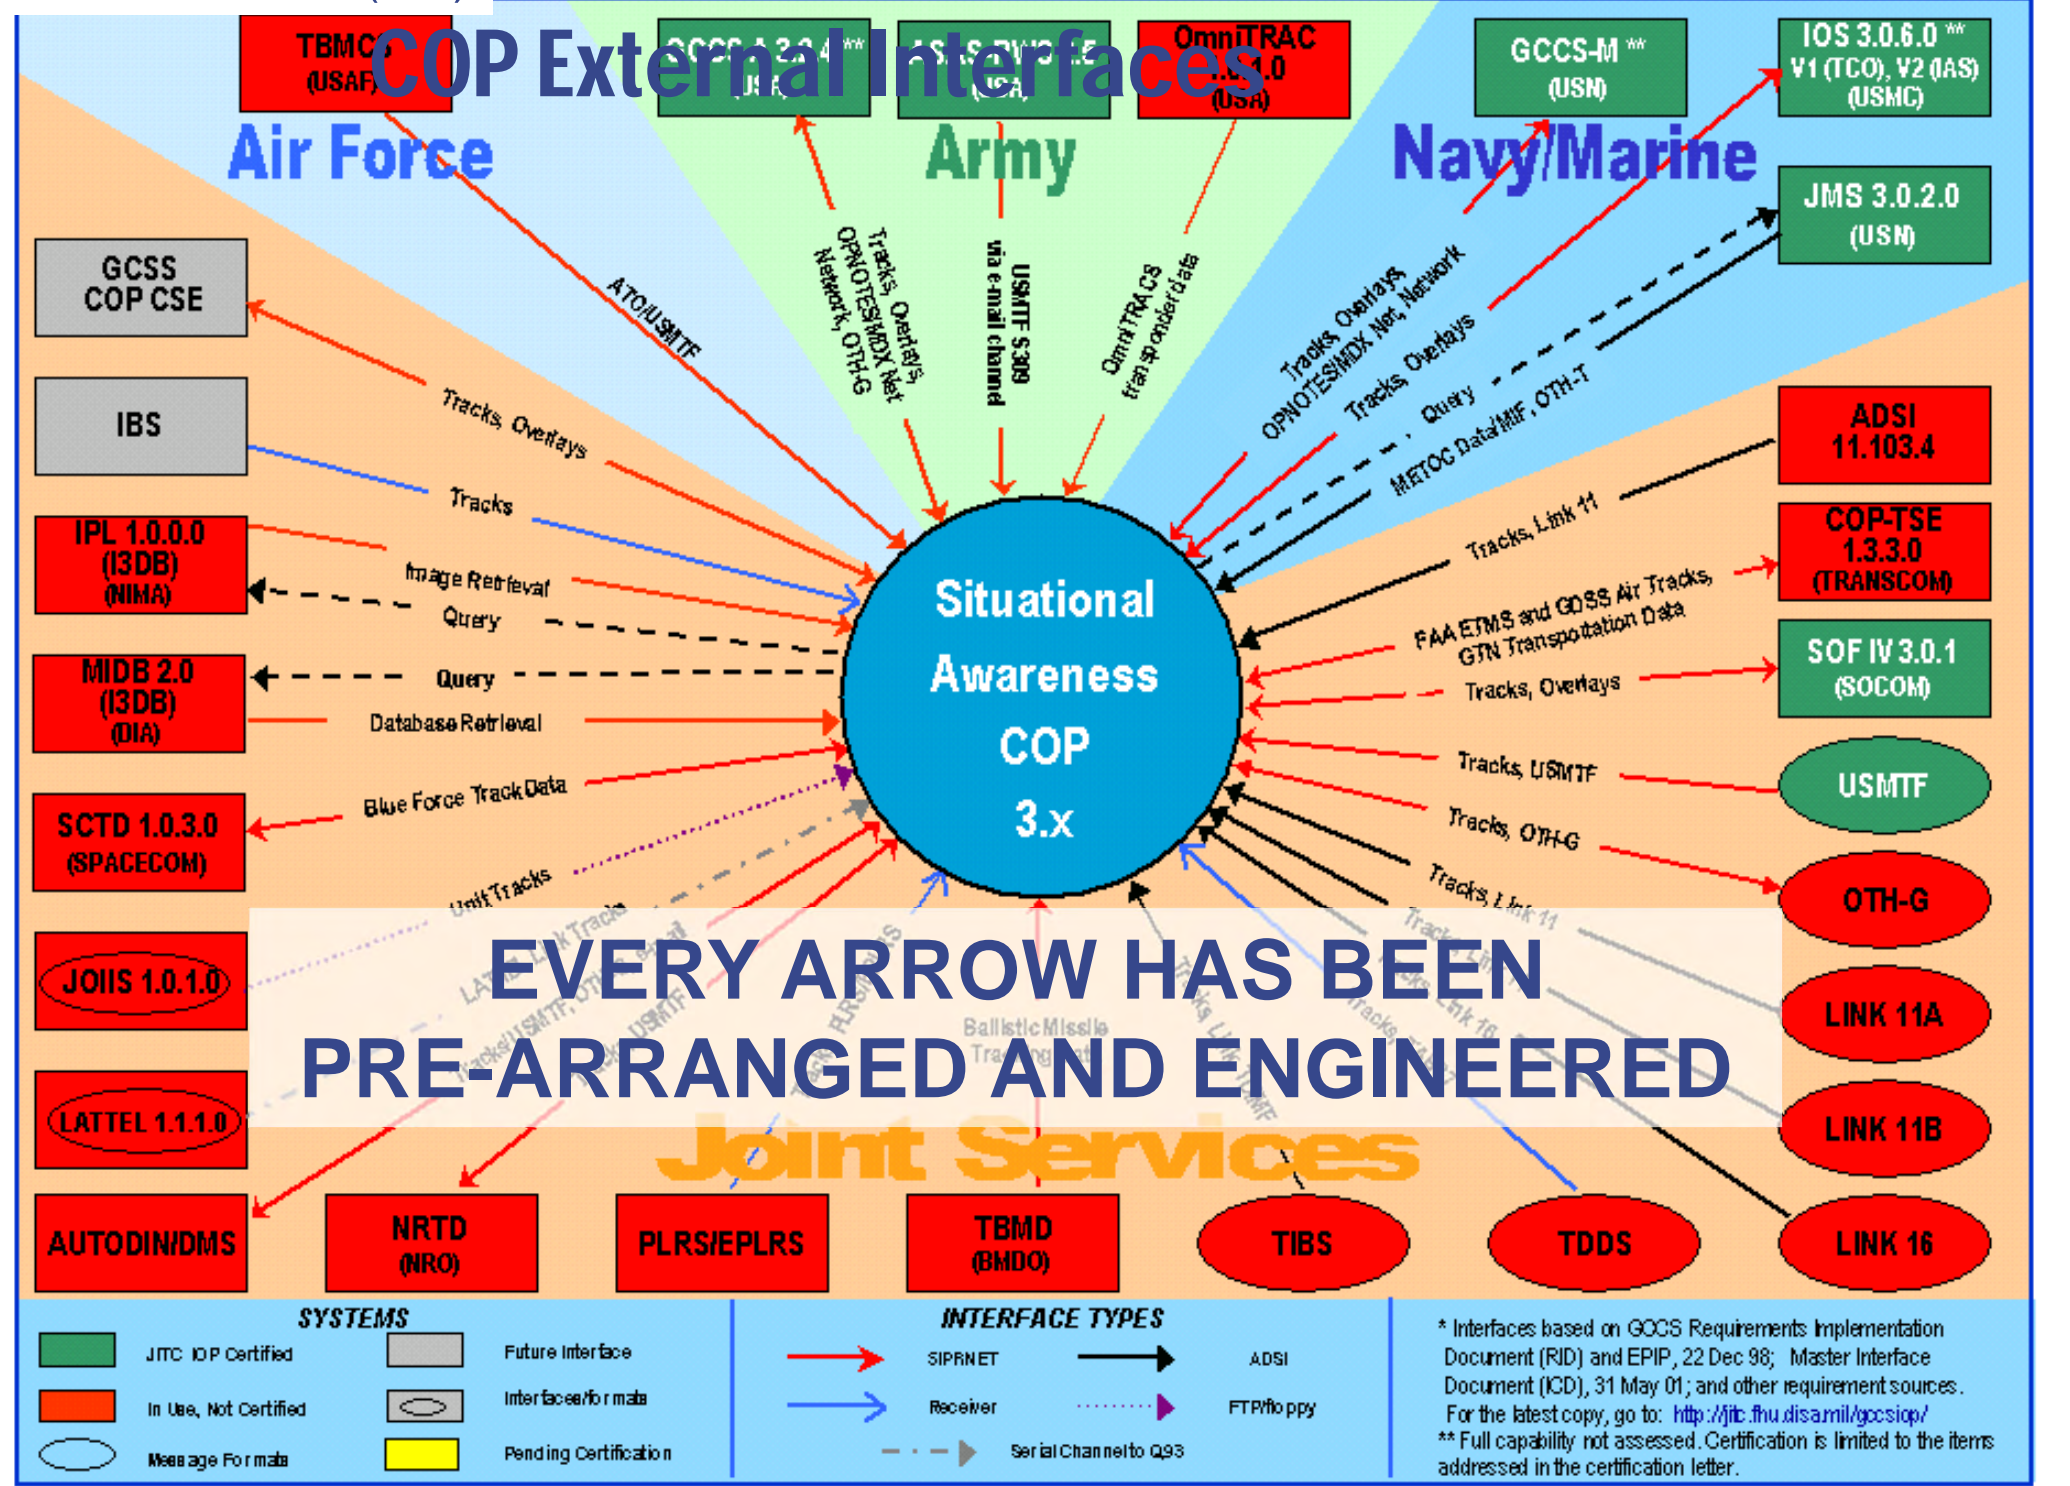 COP External Interfaces
TBMCS
(USAF)
OmniTRAC
(USA)
GCCS-M **
(USN)
IOS 3.0.6.0 **
V1 (TCO), V2 (IAS)
(USMC)
Air Force
Army
Navy/Marine
JMS 3.0.2.0
(USN)
GCSS
COP CSE
IBS
IPL 1.0.0.0
(I3DB)
(NIMA)
MIDB 2.0
(I3DB)
(DIA)
SCTD 1.0.3.0
(SPACECOM)
JOIIS 1.0.1.0
LATTEL 1.1.1.0
AUTODIN/DMS
NRTD
(NRO)
PLRS/EPLRS
TBMD
(BMDO)
TIBS
TDDS
LINK 16
LINK 11B
LINK 11A
OTH-G
USMTF
SOF IV 3.0.1
(SOCOM)
COP-TSE
1.3.3.0
(TRANSCOM)
ADSI
11.103.4
ATO/USMTF
Tracks, Overlays,
OPNOTES/MDX Net
Network, OTH-G
USMTF S309
via e-mail channel
OmniTRACS
transponder data
Tracks, Overlays,
OPNOTES/MDX Net, Network
Tracks, Overlays
Query
METOC Data/MIF, OTH-T
Tracks, Overlays
Tracks
Image Retrieval
Query
Query
Database Retrieval
Blue Force Track Data
Unit Tracks
Tracks, Link 11
FAA ETMS and GDSS Air Tracks,
GTN Transportation Data
Tracks, Overlays
Tracks, USMTF
Tracks, OTH-G
Tracks, Link 11
Situational
Awareness
COP
3.x
Ballistic Missile
EVERY ARROW HAS BEEN
PRE-ARRANGED AND ENGINEERED
Joint Services
SYSTEMS
JITC IOP Certified
Future Interface
In Use, Not Certified
Interfaces/formats
Message Formats
Pending Certification
INTERFACE TYPES
SIPRNET
ADSI
Receiver
FTP/floppy
Serial Channel to Q93
* Interfaces based on GCCS Requirements Implementation
Document (RID) and EPIP, 22 Dec 98; Master Interface
Document (ICD), 31 May 01; and other requirement sources.
For the latest copy, go to: http://jitc.fhu.disa.mil/gccsiop/
** Full capability not assessed. Certification is limited to the items
addressed in the certification letter.